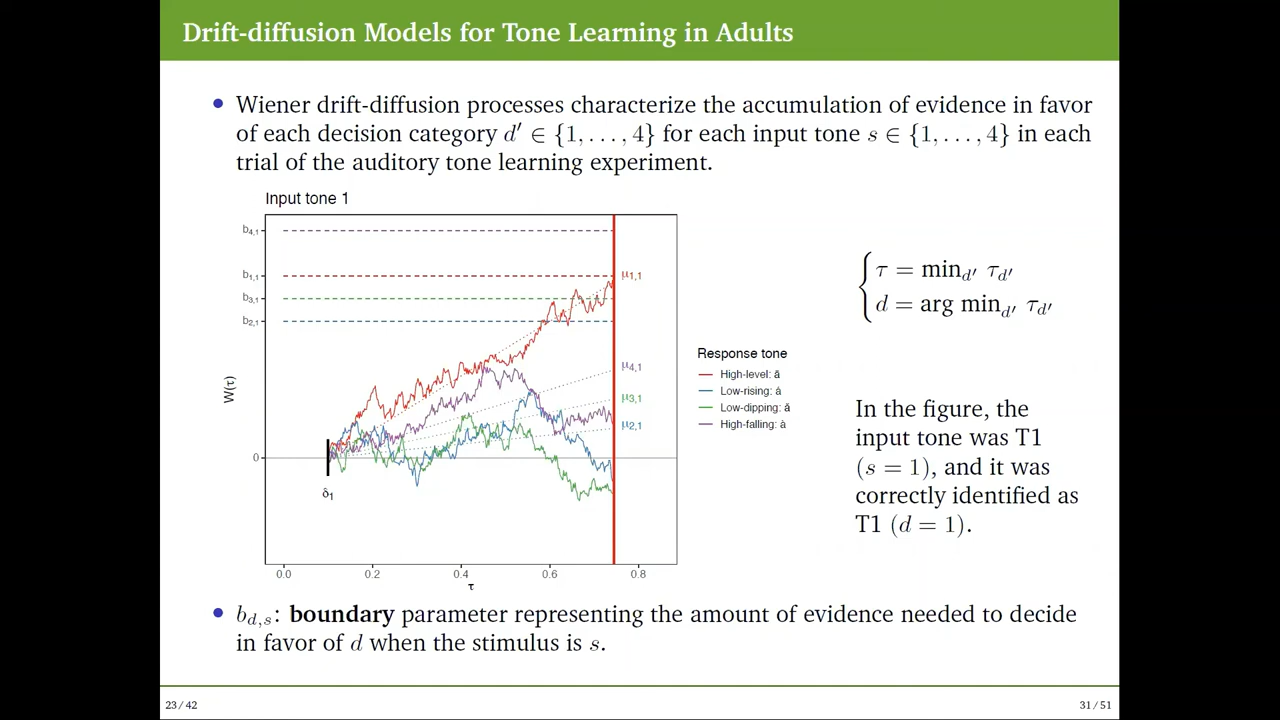 Drift-diffusion Models for Tone Learning in Adults
• Wiener drift-diffusion processes characterize the accumulation of evidence in favor
of each decision category d′ ∈ {1, . . . , 4} for each input tone s ∈ {1, . . . , 4} in each
trial of the auditory tone learning experiment.
Input tone 1
b4,1
b1,1
b3,1
b2,1
0
W(τ)
μ1,1
μ4,1
μ3,1
μ2,1
δ̂1
0.0 0.2 0.4 0.6 0.8
τ
Response tone
High-level: ā
Low-rising: á
Low-dipping: ǎ
High-falling: à
τ = mind′ τd′
d = arg mind′ τd′
In the figure, the
input tone was T1
(s = 1), and it was
correctly identified as
T1 (d = 1).
• bd,s: boundary parameter representing the amount of evidence needed to decide
in favor of d when the stimulus is s.
23 / 42
31 / 51